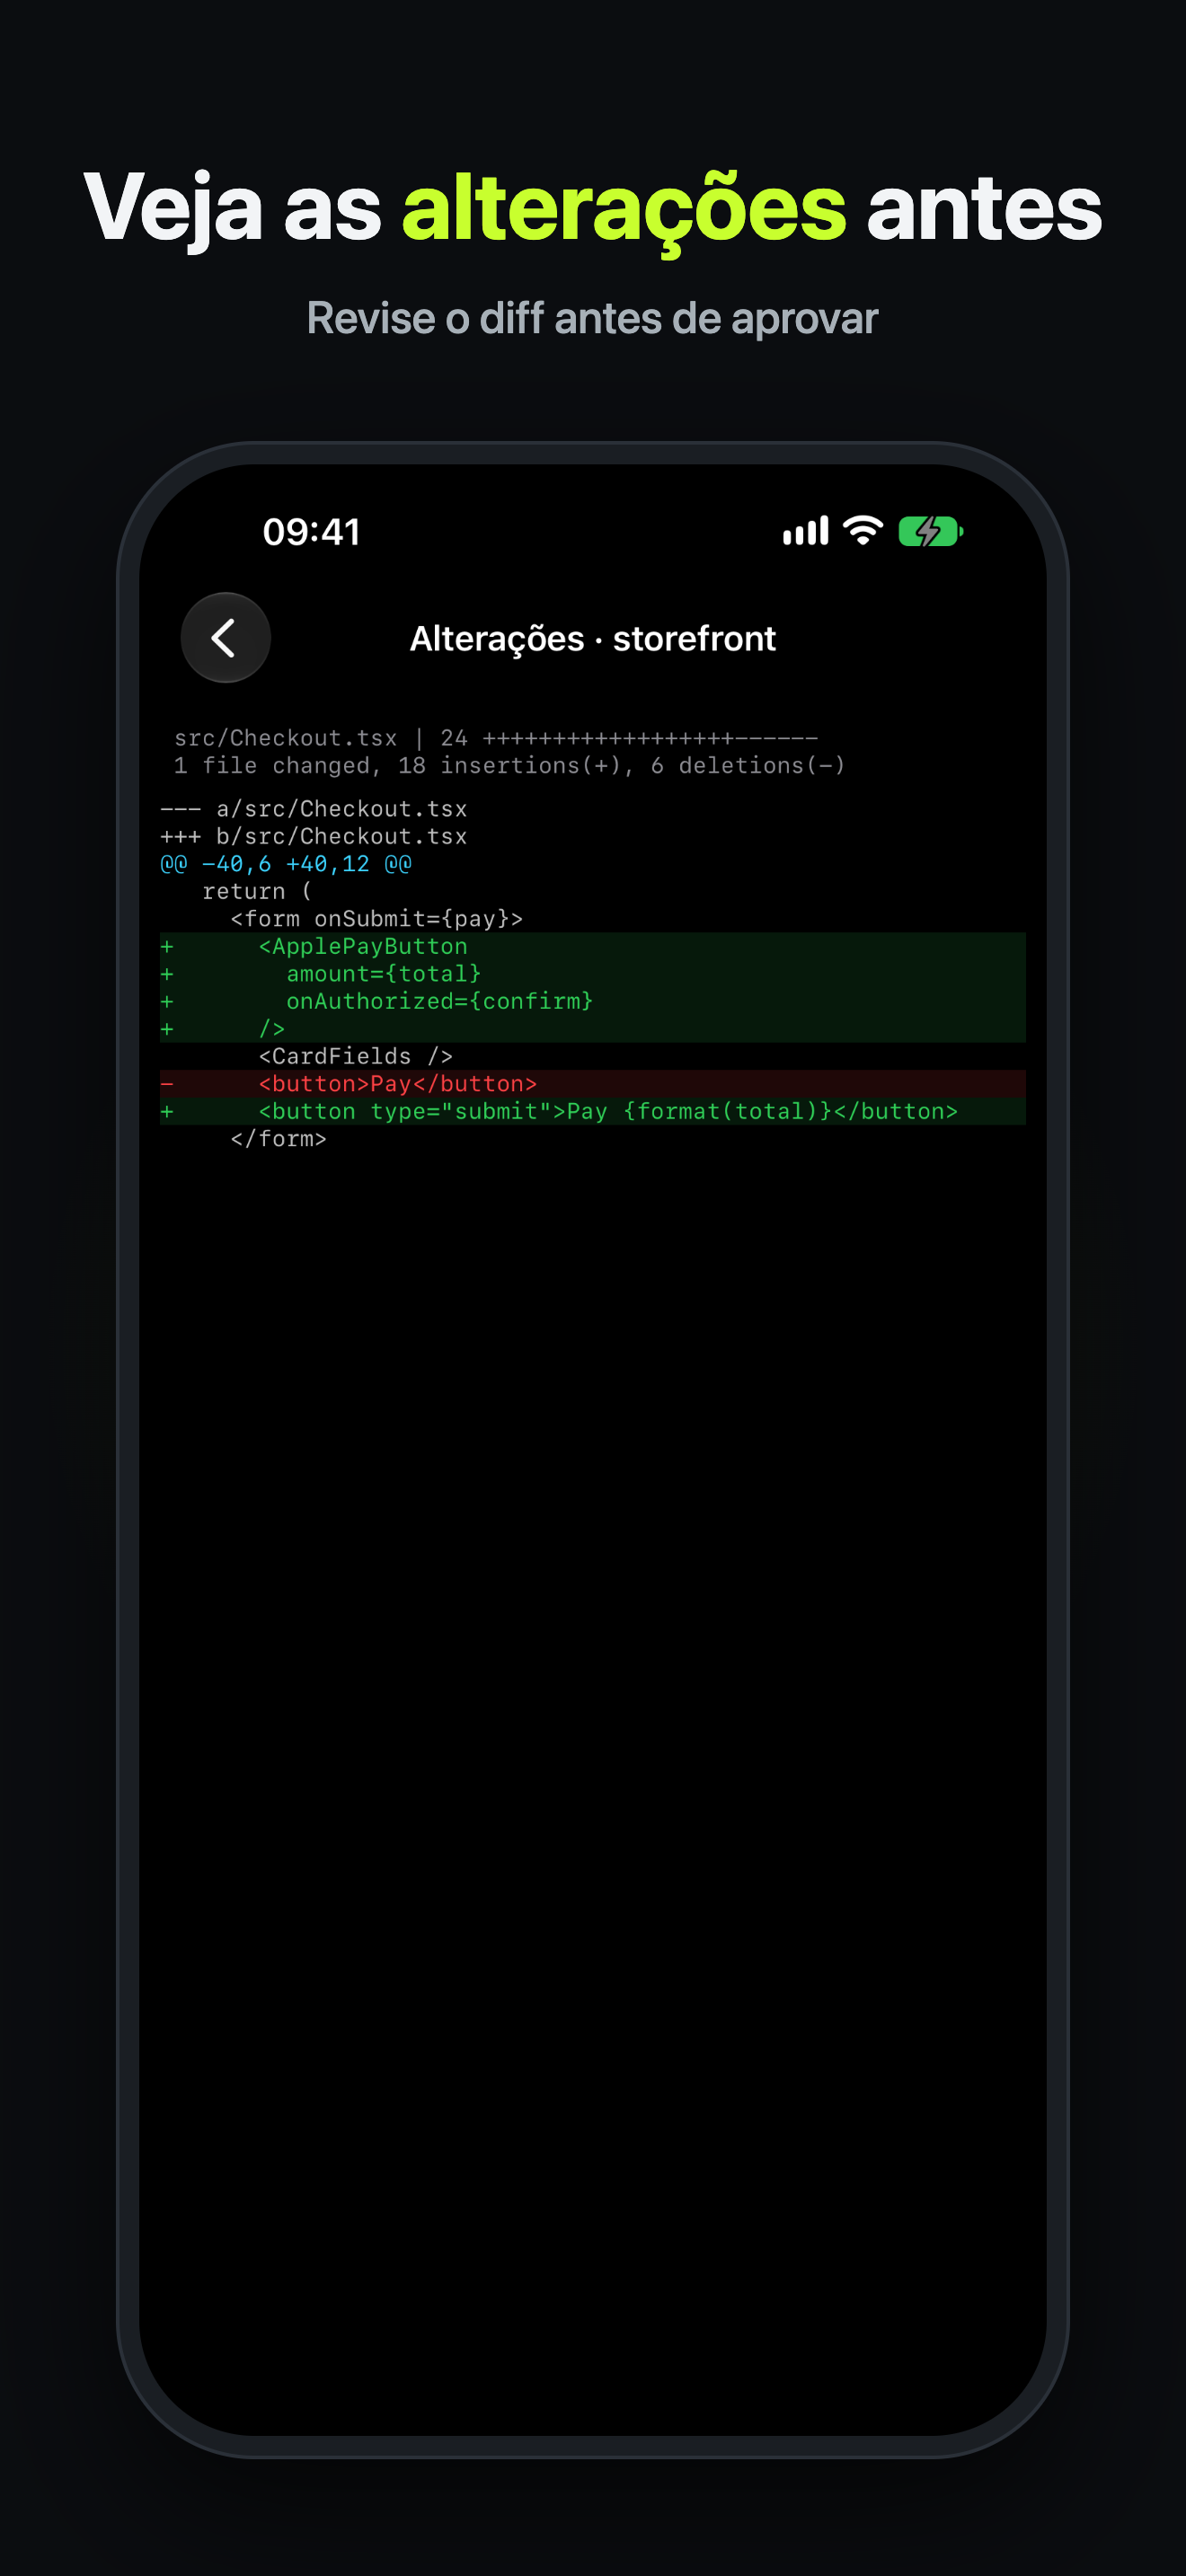 Veja as alterações antes
Revise o diff antes de aprovar
09:41
Alterações · storefront
src/Checkout.tsx | 24 ++++++++++++++++++------
1 file changed, 18 insertions(+), 6 deletions(-)
--- a/src/Checkout.tsx
+++ b/src/Checkout.tsx
@@ -40,6 +40,12 @@
   return (
     <form onSubmit={pay}>
+      <ApplePayButton
+        amount={total}
+        onAuthorized={confirm}
+      />
       <CardFields />
-      <button>Pay</button>
+      <button type="submit">Pay {format(total)}</button>
     </form>